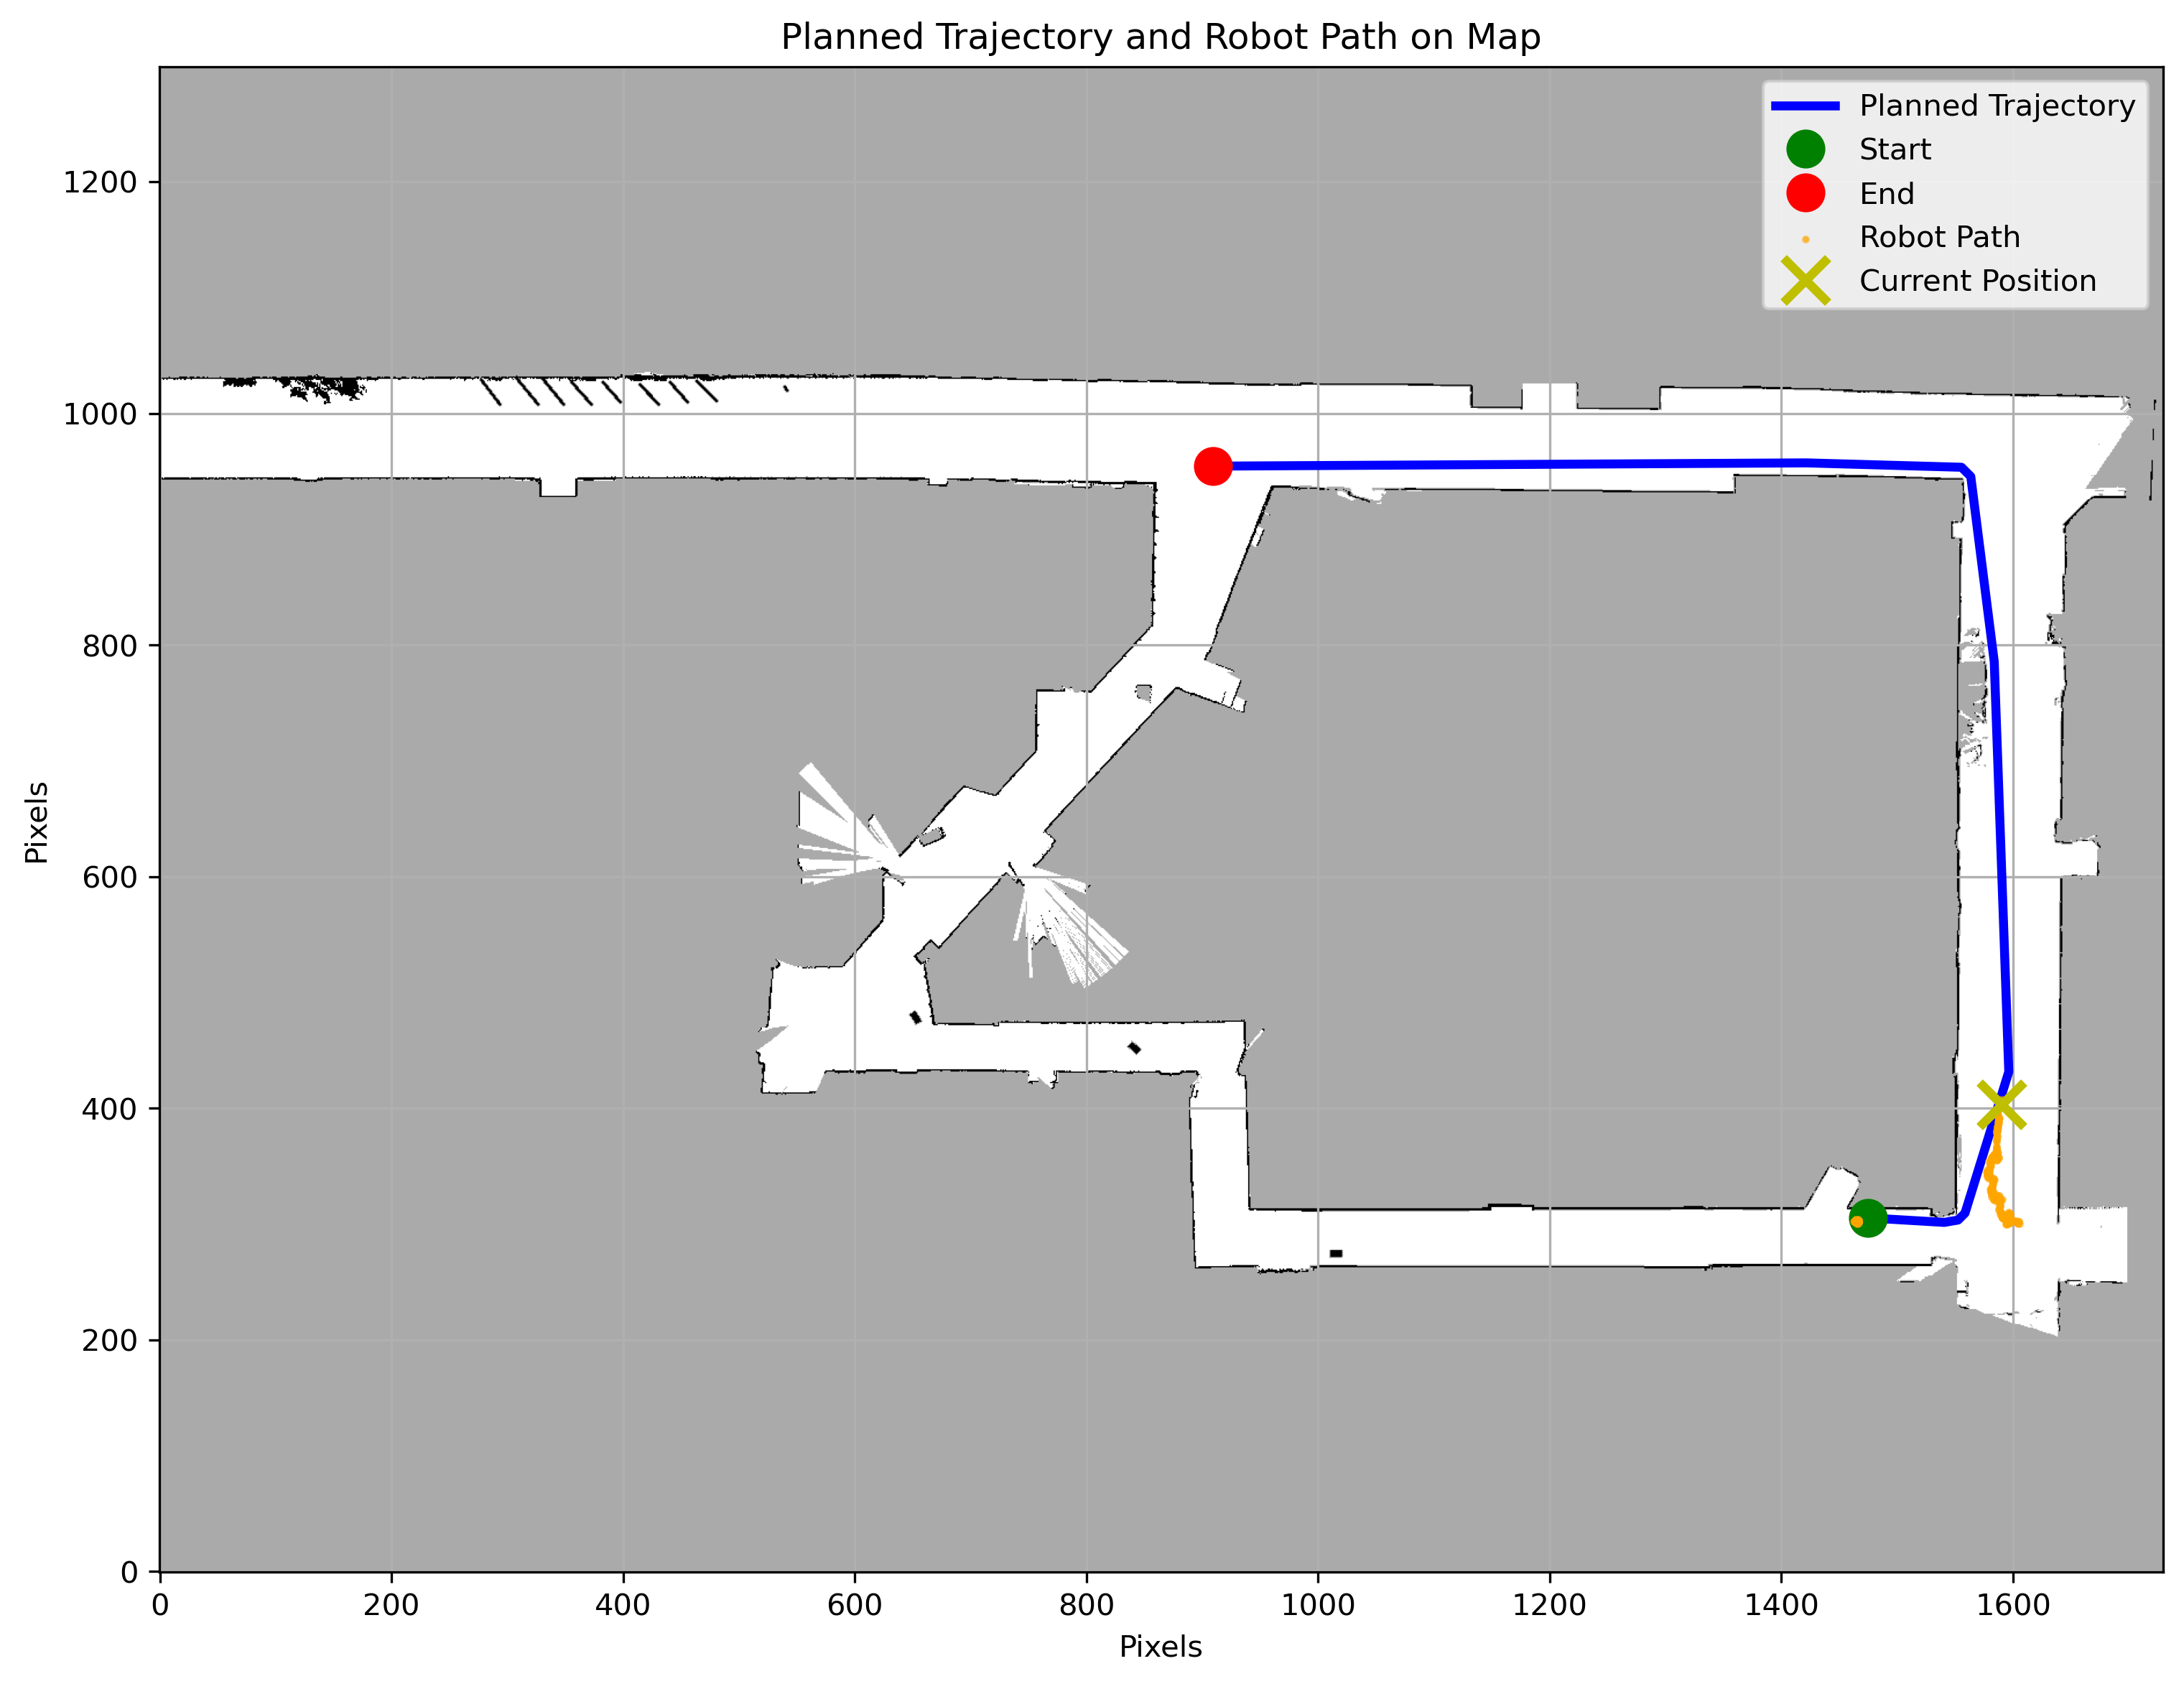 Planned Trajectory and Robot Path on Map
Planned Trajectory
Start
End
Robot Path
Current Position
1200
1000
800
600
400
200
0
Pixels
0 200 400 600 800 1000 1200 1400 1600
Pixels